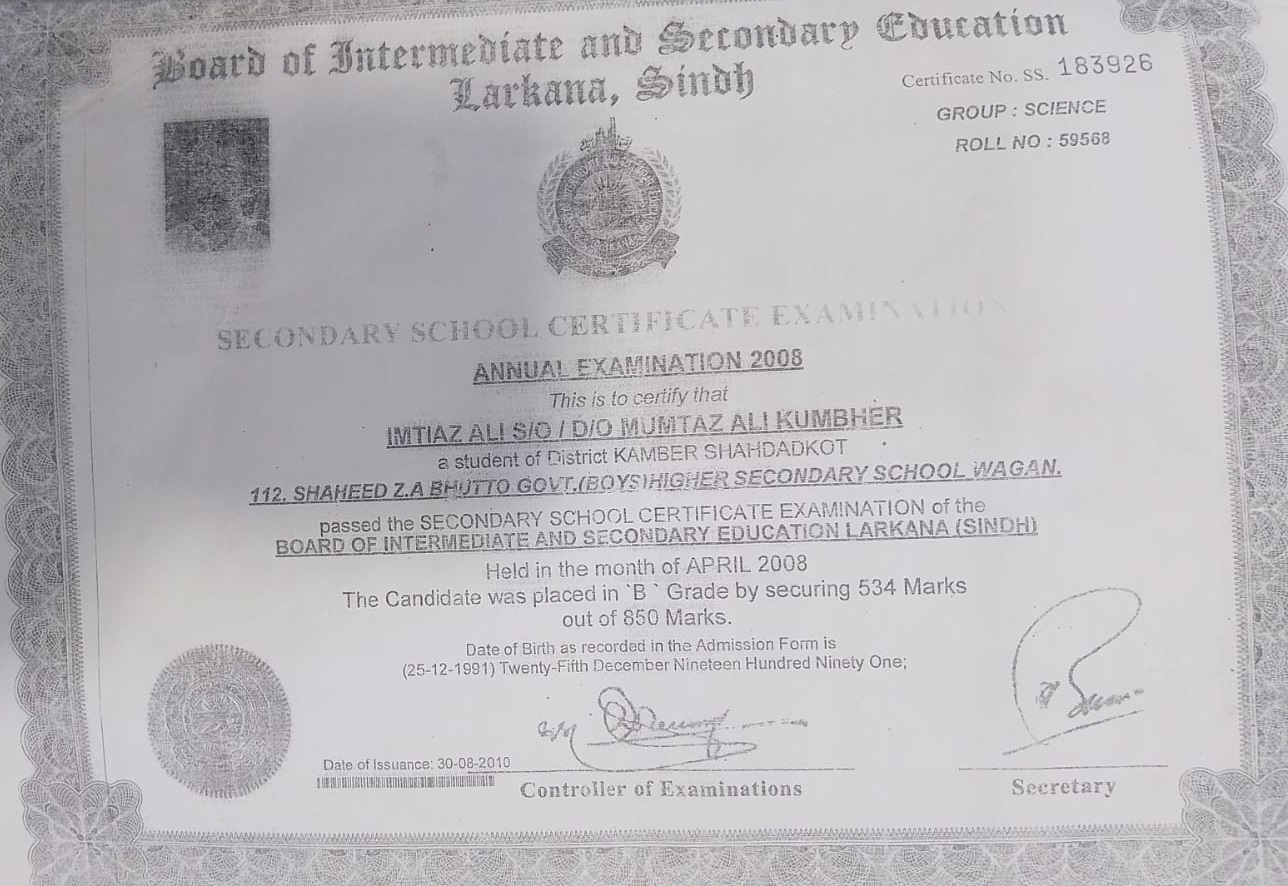 Board of Intermediate and Secondary Education
Larkana, Sindh
Certificate No. SS. 183926
GROUP : SCIENCE
ROLL NO : 59568
SECONDARY SCHOOL CERTIFICATE EXAMINATION
ANNUAL EXAMINATION 2008
This is to certify that
IMTIAZ ALI S/O / D/O MUMTAZ ALI KUMBHER
a student of District KAMBER SHAHDADKOT
112. SHAHEED Z.A BHUTTO GOVT.(BOYS)HIGHER SECONDARY SCHOOL WAGAN.
passed the SECONDARY SCHOOL CERTIFICATE EXAMINATION of the
BOARD OF INTERMEDIATE AND SECONDARY EDUCATION LARKANA (SINDH)
Held in the month of APRIL 2008
The Candidate was placed in `B ` Grade by securing 534 Marks
out of 850 Marks.
Date of Birth as recorded in the Admission Form is
(25-12-1991) Twenty-Fifth December Nineteen Hundred Ninety One;
Date of Issuance: 30-08-2010
Controller of Examinations
Secretary